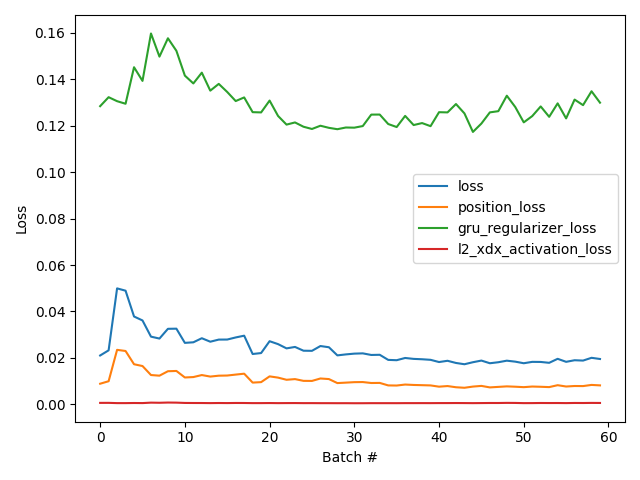 0.16
0.14
0.12
0.10
0.08
0.06
0.04
0.02
0.00
Loss
loss
position_loss
gru_regularizer_loss
l2_xdx_activation_loss
0 10 20 30 40 50 60
Batch #